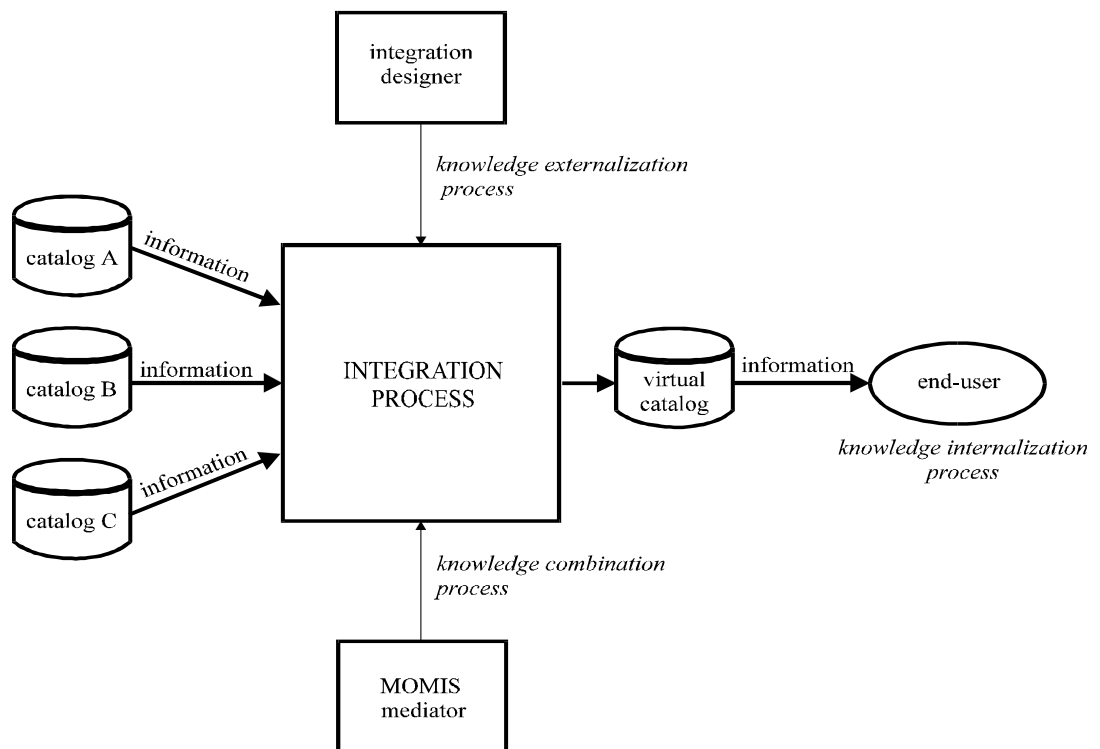 integration
designer
knowledge externalization
process
catalog A
information
catalog B
information
catalog C
information
INTEGRATION
PROCESS
virtual
catalog
information
end-user
knowledge internalization
process
knowledge combination
process
MOMIS
mediator